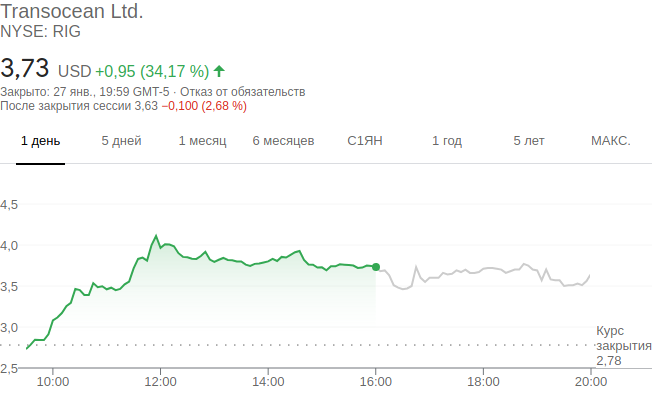 Transocean Ltd.
NYSE: RIG
3,73 USD +0,95 (34,17 %)
Закрыто: 27 янв., 19:59 GMT-5 · Отказ от обязательств
После закрытия сессии 3,63 −0,100 (2,68 %)
1 день 5 дней 1 месяц 6 месяцев С1ЯН 1 год 5 лет МАКС.
4,5
4,0
3,5
3,0
Курс
закрытия
2,78
2,5
10:00 12:00 14:00 16:00 18:00 20:00